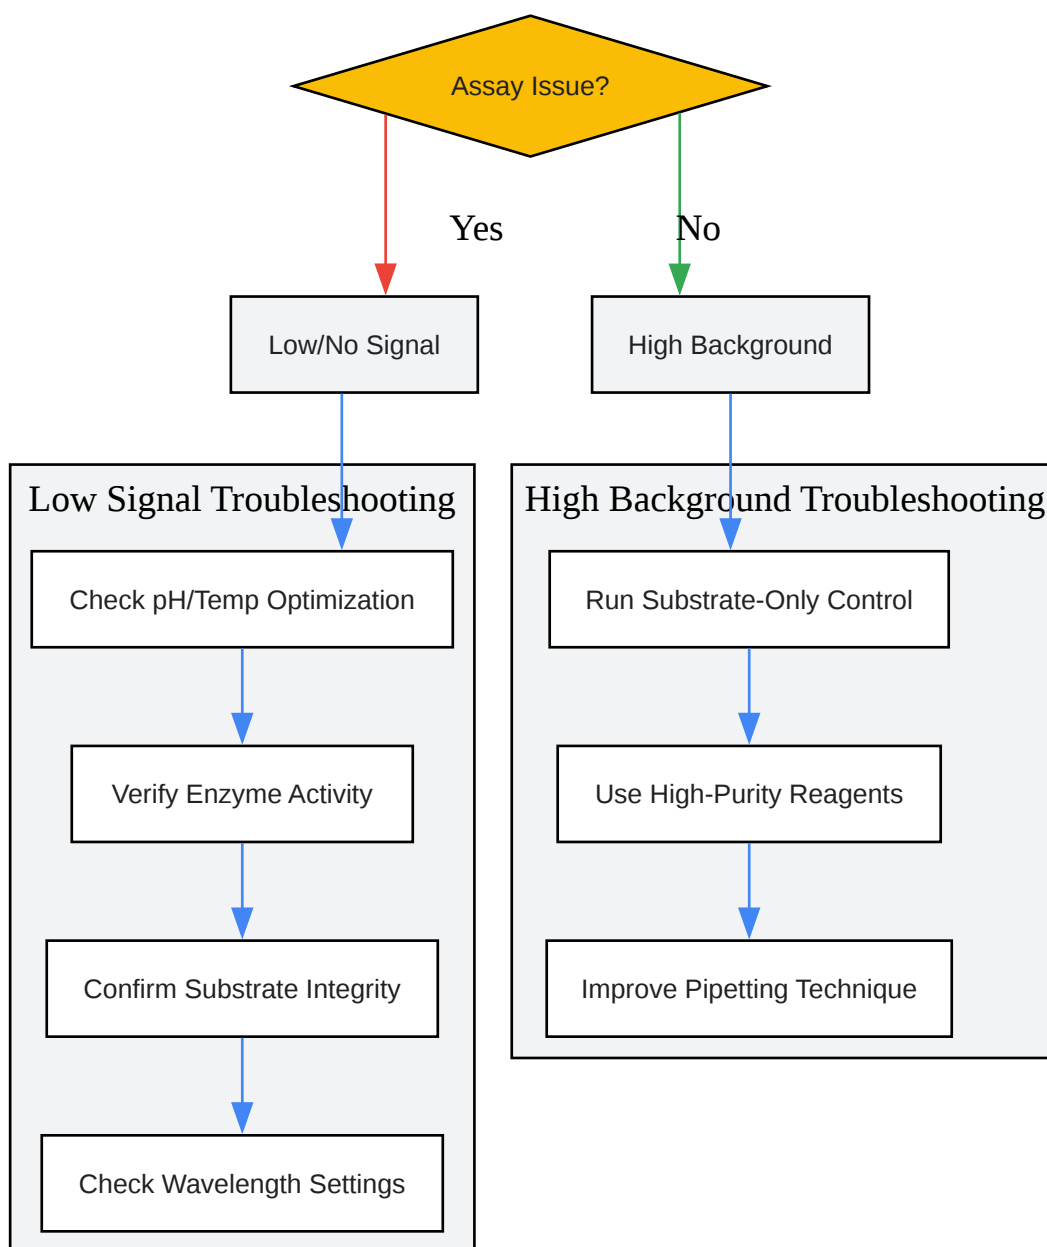 Assay Issue?
Yes
No
Low/No Signal
High Background
Low Signal Troubleshooting
High Background Troubleshooting
Check pH/Temp Optimization
Run Substrate-Only Control
Verify Enzyme Activity
Use High-Purity Reagents
Confirm Substrate Integrity
Improve Pipetting Technique
Check Wavelength Settings